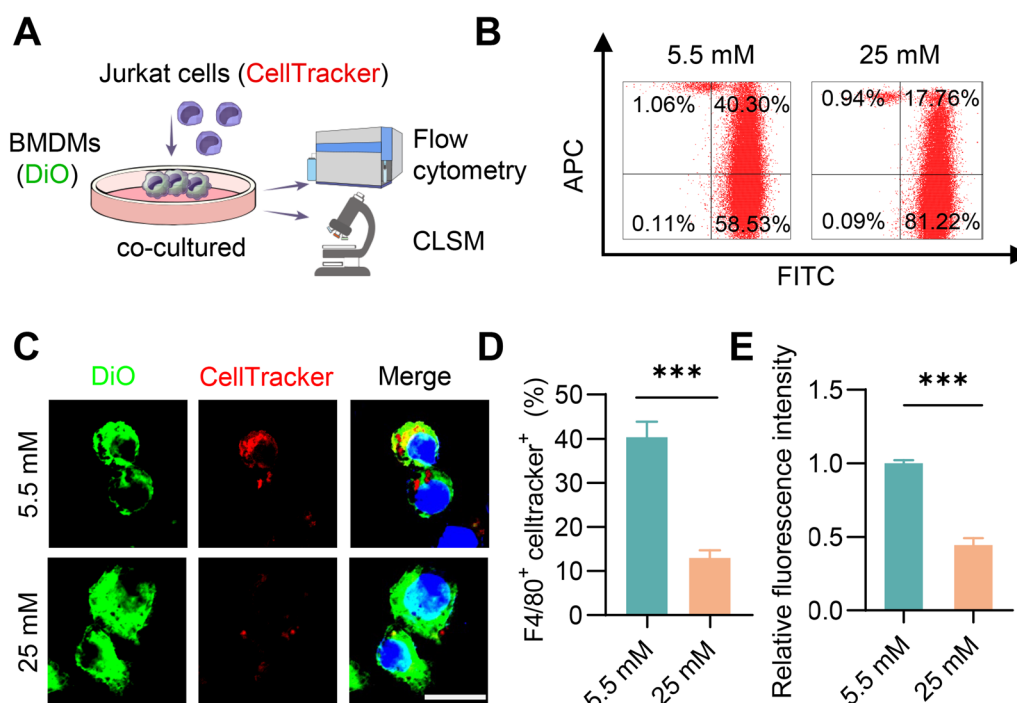 A
Jurkat cells (CellTracker)
BMDMs
(DiO)
co-cultured
Flow
cytometry
CLSM
B
5.5 mM
25 mM
1.06%
40.30%
0.11%
58.53%
0.94%
17.76%
0.09%
81.22%
APC
FITC
C
DiO
CellTracker
Merge
5.5 mM
25 mM
D
***
F4/80⁺ celltracker⁺ (%)
50
40
30
20
10
0
5.5 mM
25 mM
E
***
Relative fluorescence intensity
1.5
1.0
0.5
0.0
5.5 mM
25 mM